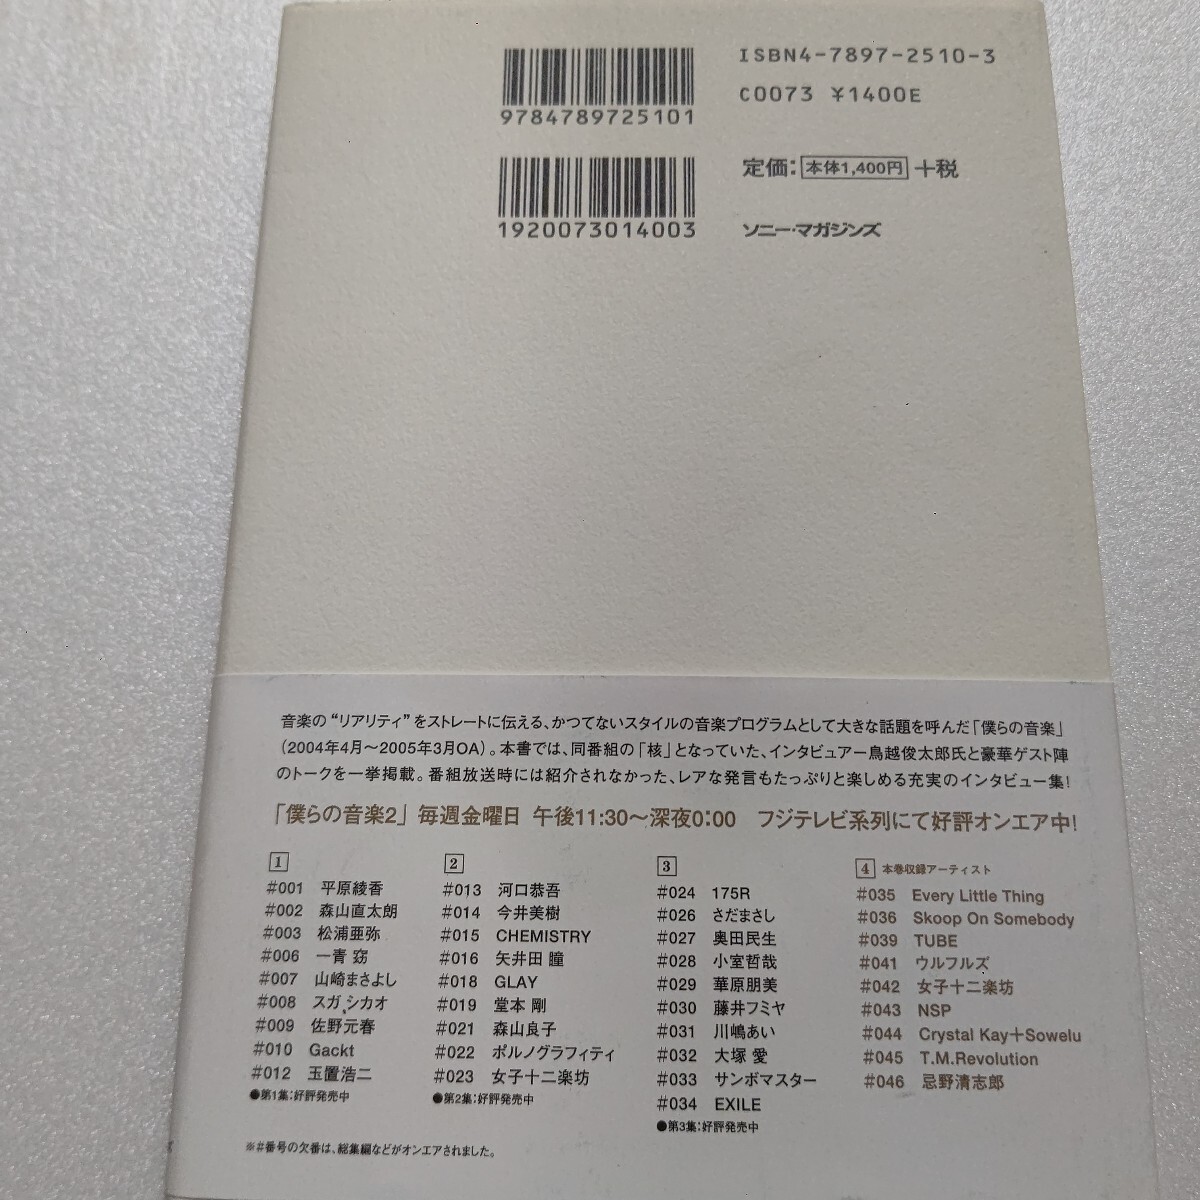 ISBN4-7897-2510-3
C0073 ¥1400E
9784789725101
定価：本体1,400円＋税
1920073014003
ソニー・マガジンズ
音楽の“リアリティ”をストレートに伝える、かつてないスタイルの音楽プログラムとして大きな話題を呼んだ「僕らの音楽」
（2004年4月〜2005年3月OA）。本書では、同番組の「核」となっていた、インタビュアー鳥越俊太郎氏と豪華ゲスト陣
のトークを一挙掲載。番組放送時には紹介されなかった、レアな発言もたっぷりと楽しめる充実のインタビュー集！
「僕らの音楽2」毎週金曜日 午後11:30〜深夜0:00 フジテレビ系列にて好評オンエア中！
1
#001 平原綾香
#002 森山直太朗
#003 松浦亜弥
#006 一青 窈
#007 山崎まさよし
#008 スガ シカオ
#009 佐野元春
#010 Gackt
#012 玉置浩二
●第1集：好評発売中
2
#013 河口恭吾
#014 今井美樹
#015 CHEMISTRY
#016 矢井田 瞳
#018 GLAY
#019 堂本 剛
#021 森山良子
#022 ポルノグラフィティ
#023 女子十二楽坊
●第2集：好評発売中
3
#024 175R
#026 さだまさし
#027 奥田民生
#028 小室哲哉
#029 華原朋美
#030 藤井フミヤ
#031 川嶋あい
#032 大塚 愛
#033 サンボマスター
#034 EXILE
●第3集：好評発売中
4 本巻収録アーティスト
#035 Every Little Thing
#036 Skoop On Somebody
#039 TUBE
#041 ウルフルズ
#042 女子十二楽坊
#043 NSP
#044 Crystal Kay＋Sowelu
#045 T.M.Revolution
#046 忌野清志郎
※#番号の欠番は、総集編などがオンエアされました。